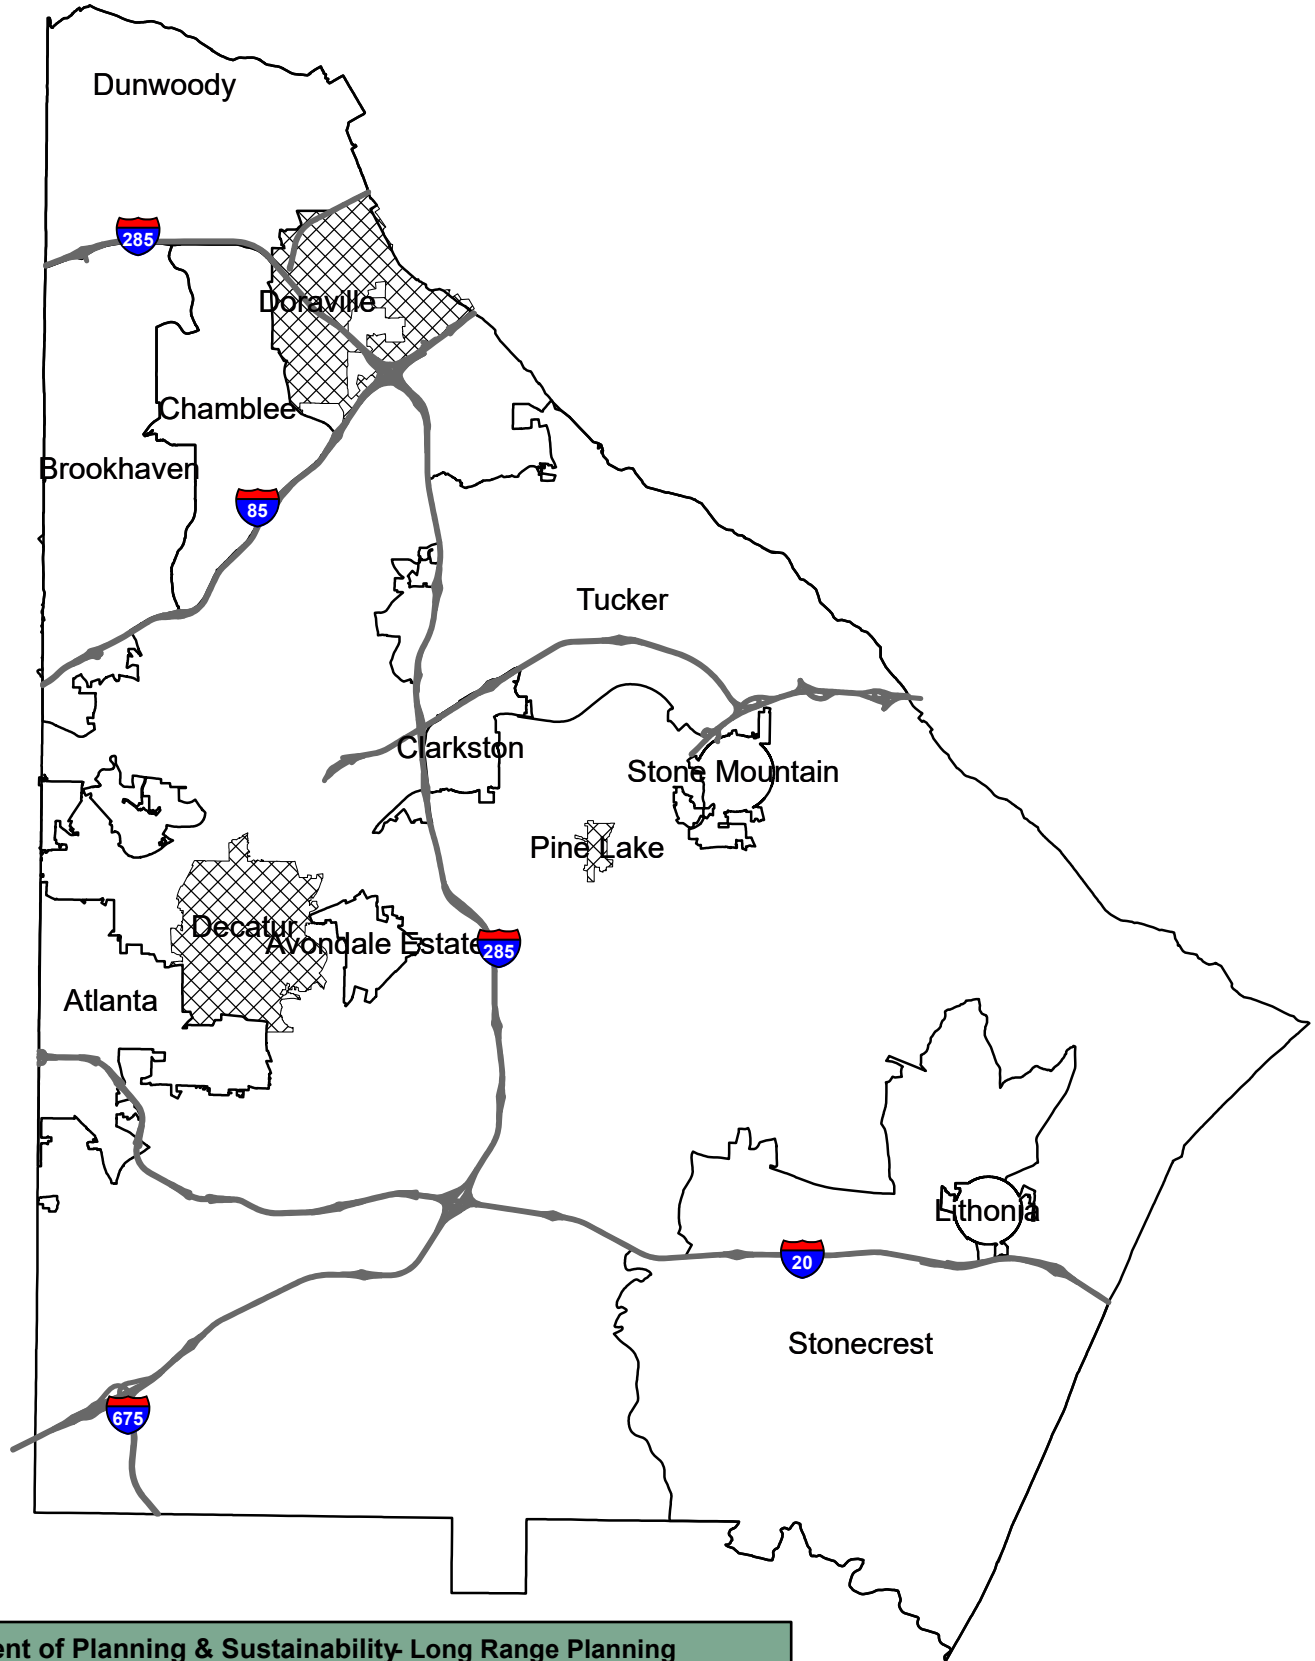 Dunwoody
285
Doraville
Chamblee
Brookhaven
85
Tucker
Clarkston
Stone Mountain
Pine Lake
Decatur
Avondale Estate
285
Atlanta
Lithonia
20
Stonecrest
675
ent of Planning & Sustainability- Long Range Planning